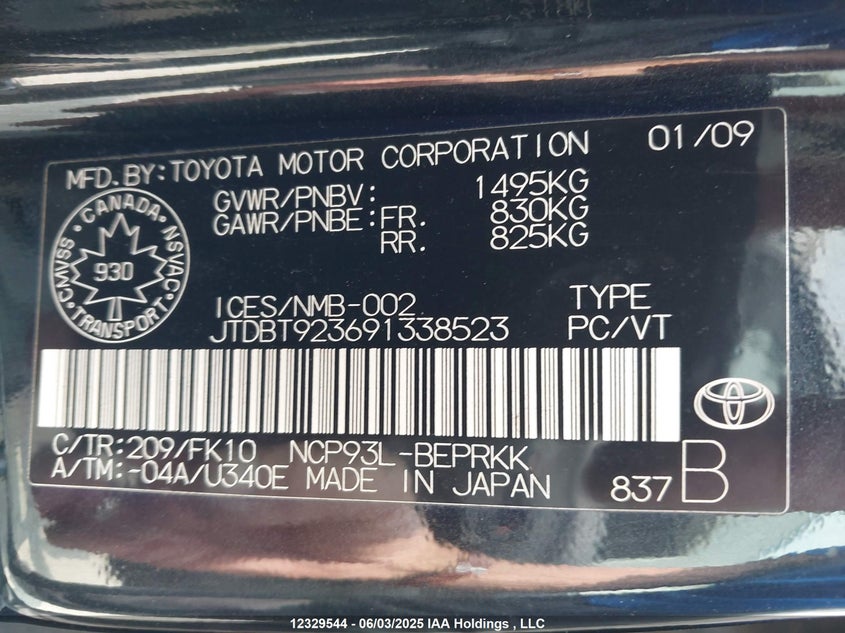 MFD.BY:TOYOTA MOTOR CORPORATION 01/09
GVWR/PNBV: 1495KG
GAWR/PNBE:FR. 830KG
RR. 825KG
CANADA
CMVSS 930 NSVAC
TRANSPORT
ICES/NMB-002 TYPE
JTDBT923691338523 PC/VT
C/TR:209/FK10 NCP93L-BEPRKK
A/TM:-04A/U340E MADE IN JAPAN 837 B
12329544 - 06/03/2025 IAA Holdings , LLC